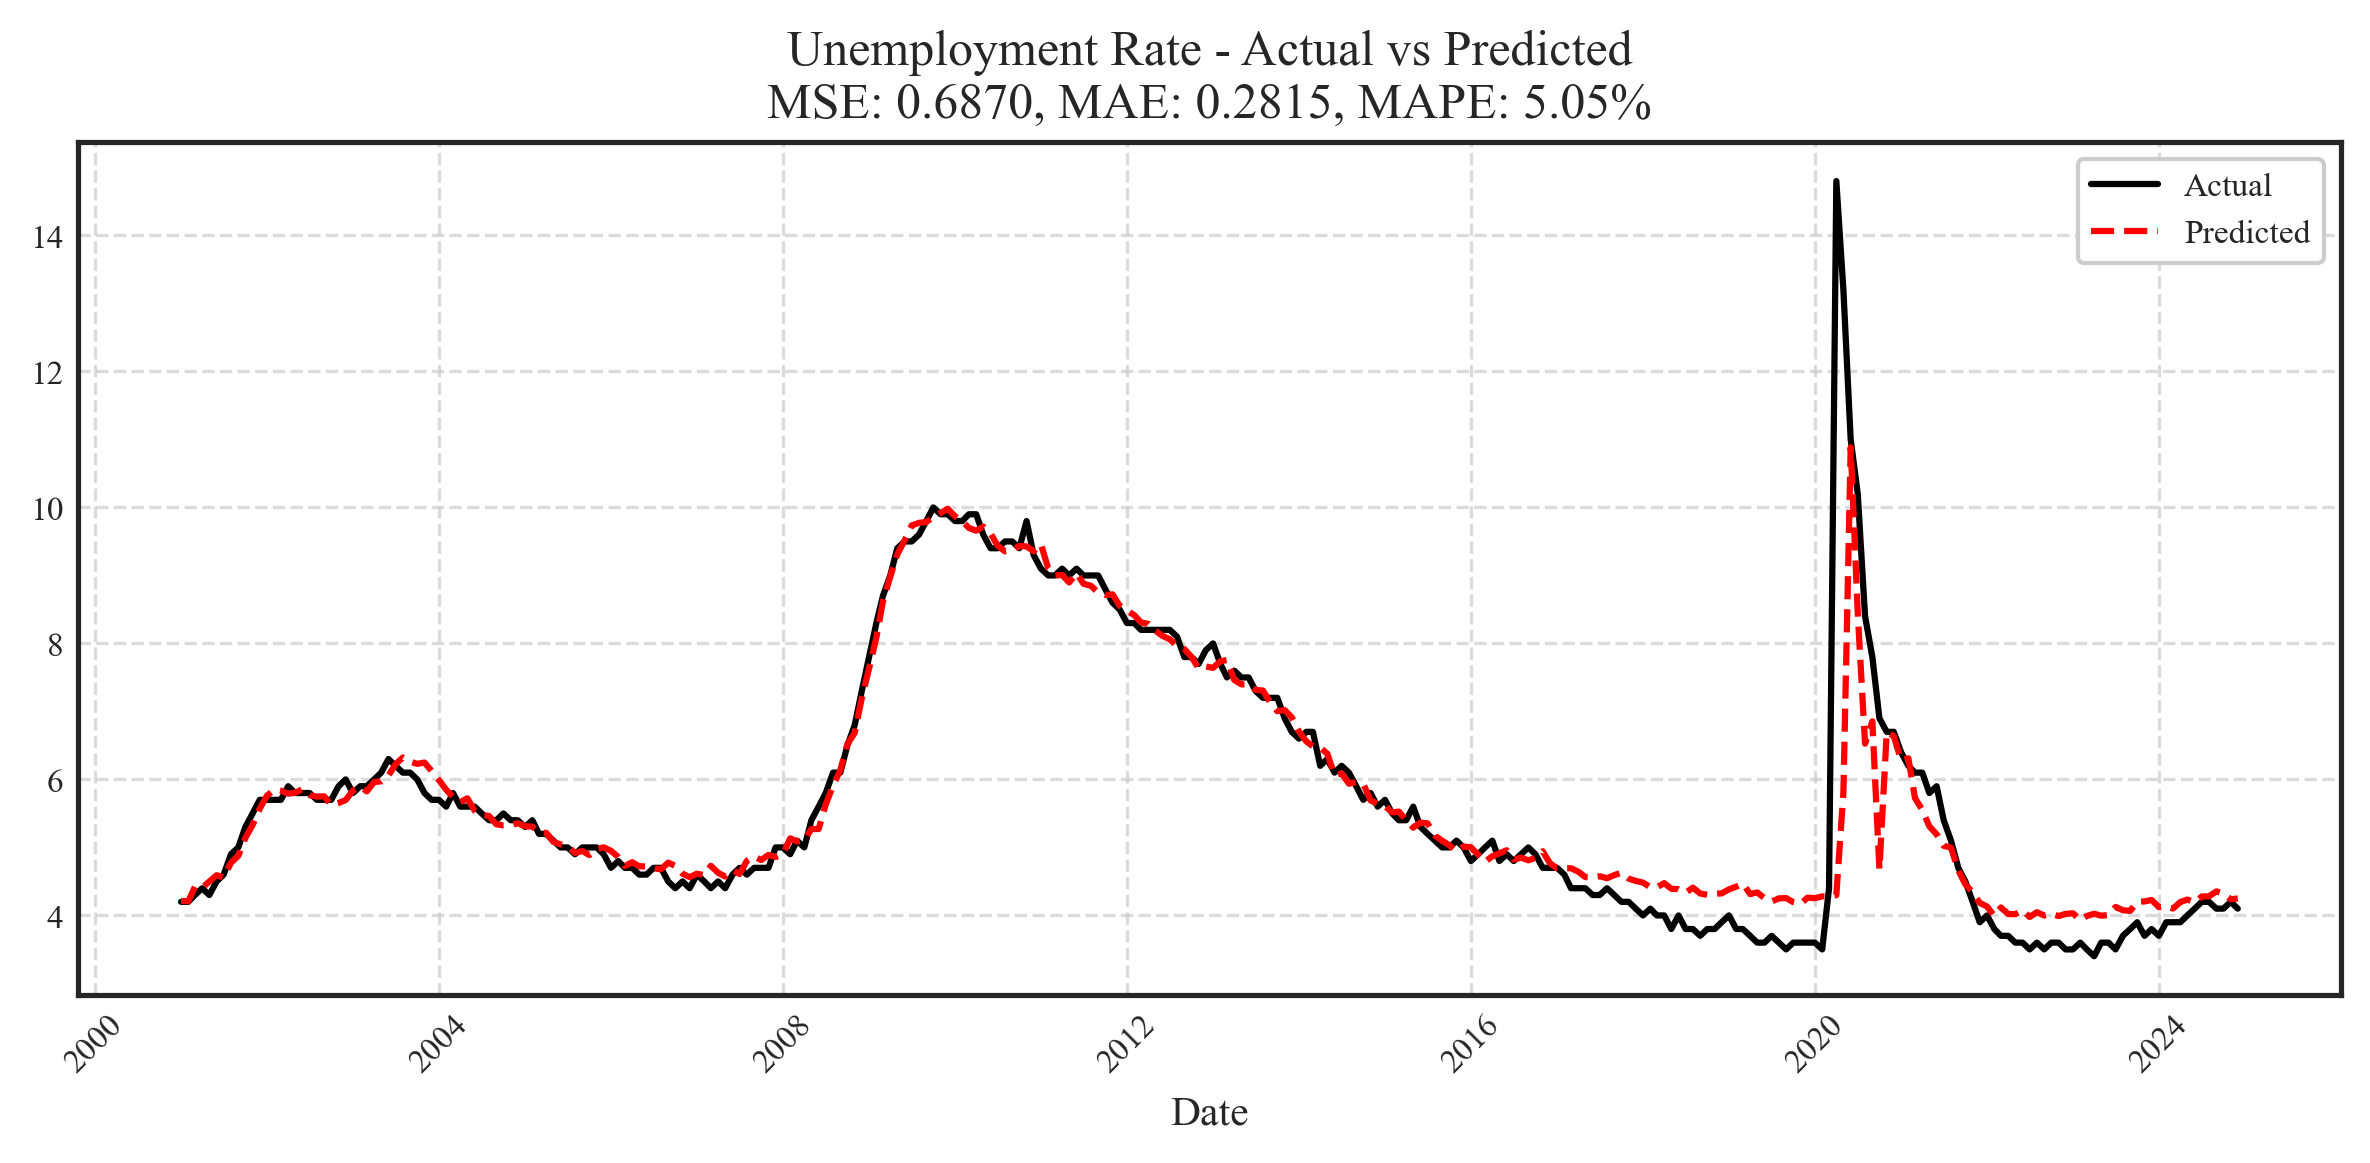 Unemployment Rate - Actual vs Predicted
MSE: 0.6870, MAE: 0.2815, MAPE: 5.05%
Actual
Predicted
14
12
10
8
6
4
2000
2004
2008
2012
2016
2020
2024
Date